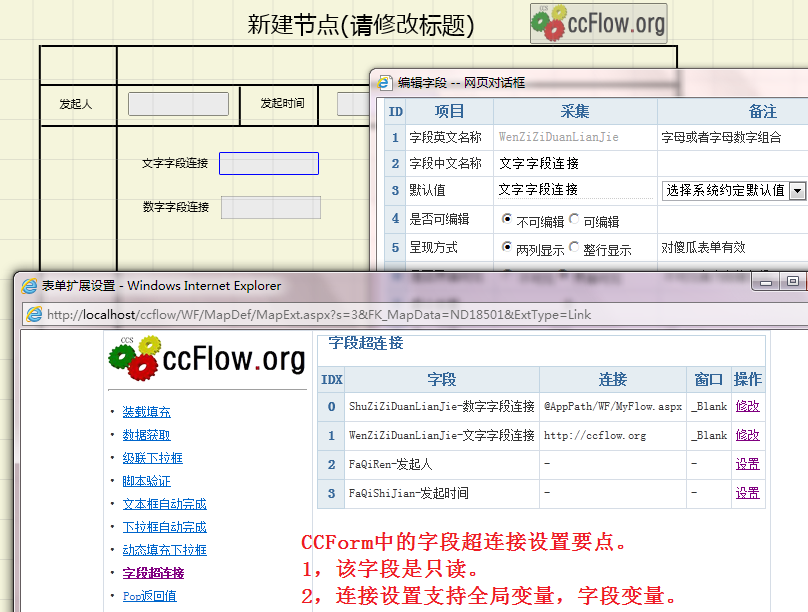 新建节点(请修改标题)
CCS
ccFlow.org
发起人
发起时间
文字字段连接
数字字段连接
编辑字段 -- 网页对话框
ID 项目 采集 备注
1 字段英文名称 WenZiZiDuanLianJie 字母或者字母数字组合
2 字段中文名称 文字字段连接
3 默认值 文字字段连接 选择系统约定默认值
4 是否可编辑 不可编辑 可编辑
5 呈现方式 两列显示 整行显示 对傻瓜表单有效
表单扩展设置 - Windows Internet Explorer
http://localhost/ccflow/WF/MapDef/MapExt.aspx?s=3&FK_MapData=ND18501&ExtType=Link
CCS
ccFlow.org
装载填充
数据获取
级联下拉框
脚本验证
文本框自动完成
下拉框自动完成
动态填充下拉框
字段超连接
Pop返回值
字段超连接
IDX 字段 连接 窗口 操作
0 ShuZiZiDuanLianJie-数字字段连接 @AppPath/WF/MyFlow.aspx _Blank 修改
1 WenZiZiDuanLianJie-文字字段连接 http://ccflow.org _Blank 修改
2 FaQiRen-发起人 - - 设置
3 FaQiShiJian-发起时间 - - 设置
CCForm中的字段超连接设置要点。
1，该字段是只读。
2，连接设置支持全局变量，字段变量。